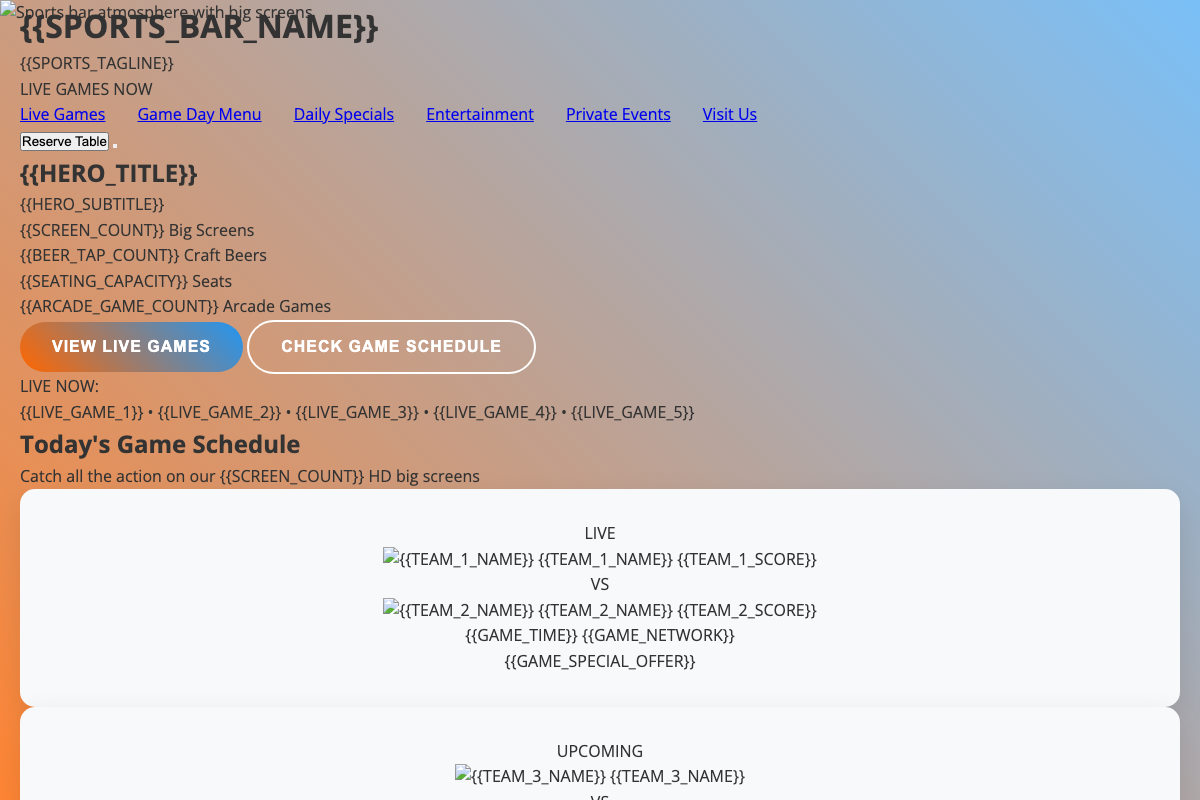 Sports bar atmosphere with big screens
{{SPORTS_BAR_NAME}}
{{SPORTS_TAGLINE}}
LIVE GAMES NOW
Live Games Game Day Menu Daily Specials Entertainment Private Events Visit Us
Reserve Table
{{HERO_TITLE}}
{{HERO_SUBTITLE}}
{{SCREEN_COUNT}} Big Screens
{{BEER_TAP_COUNT}} Craft Beers
{{SEATING_CAPACITY}} Seats
{{ARCADE_GAME_COUNT}} Arcade Games
VIEW LIVE GAMES CHECK GAME SCHEDULE
LIVE NOW:
{{LIVE_GAME_1}} • {{LIVE_GAME_2}} • {{LIVE_GAME_3}} • {{LIVE_GAME_4}} • {{LIVE_GAME_5}}
Today's Game Schedule
Catch all the action on our {{SCREEN_COUNT}} HD big screens
LIVE
{{TEAM_1_NAME}} {{TEAM_1_NAME}} {{TEAM_1_SCORE}}
VS
{{TEAM_2_NAME}} {{TEAM_2_NAME}} {{TEAM_2_SCORE}}
{{GAME_TIME}} {{GAME_NETWORK}}
{{GAME_SPECIAL_OFFER}}
UPCOMING
{{TEAM_3_NAME}} {{TEAM_3_NAME}}
VS